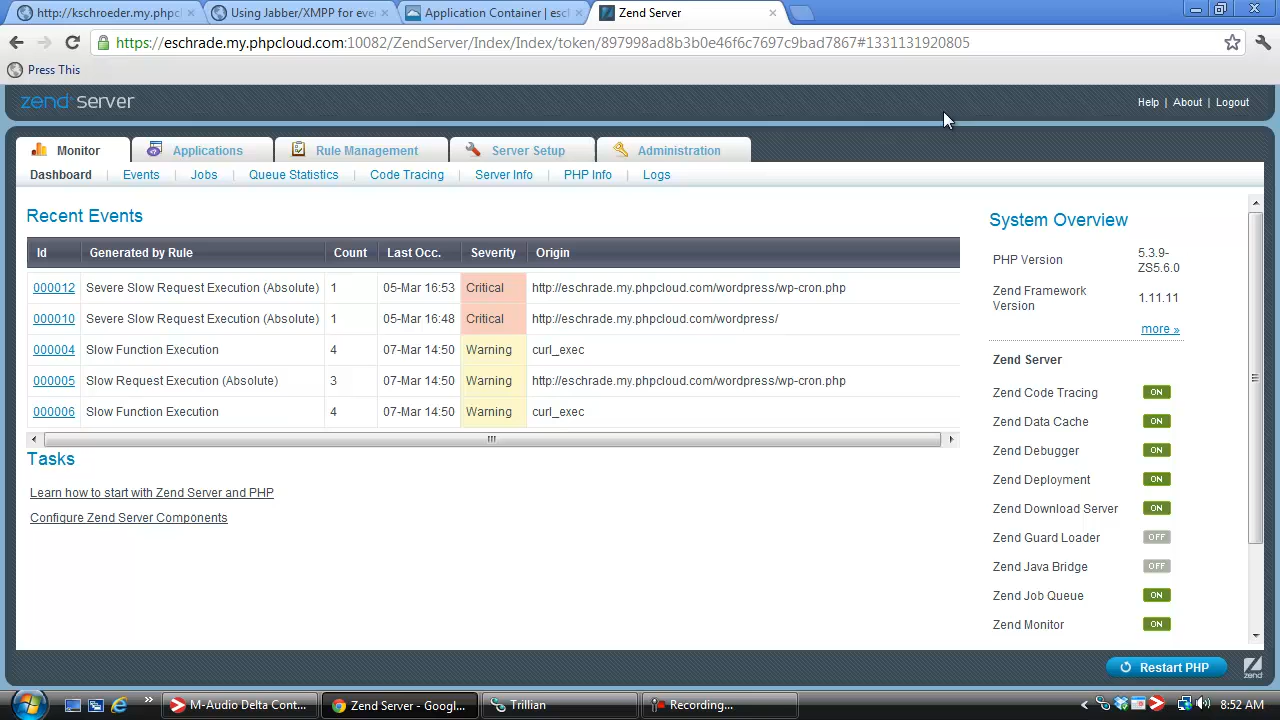 http://kschroeder.my.phpcl
Using Jabber/XMPP for eve
Application Container | esch
Zend Server
https://eschrade.my.phpcloud.com:10082/ZendServer/Index/Index/token/897998ad8b3b0e46f6c7697c9bad7867#1331131920805
Press This
zend server
Help | About | Logout
Monitor
Applications
Rule Management
Server Setup
Administration
Dashboard
Events
Jobs
Queue Statistics
Code Tracing
Server Info
PHP Info
Logs
Recent Events
Id Generated by Rule Count Last Occ. Severity Origin
000012 Severe Slow Request Execution (Absolute) 1 05-Mar 16:53 Critical http://eschrade.my.phpcloud.com/wordpress/wp-cron.php
000010 Severe Slow Request Execution (Absolute) 1 05-Mar 16:48 Critical http://eschrade.my.phpcloud.com/wordpress/
000004 Slow Function Execution 4 07-Mar 14:50 Warning curl_exec
000005 Slow Request Execution (Absolute) 3 07-Mar 14:50 Warning http://eschrade.my.phpcloud.com/wordpress/wp-cron.php
000006 Slow Function Execution 4 07-Mar 14:50 Warning curl_exec
Tasks
Learn how to start with Zend Server and PHP
Configure Zend Server Components
System Overview
PHP Version 5.3.9-
ZS5.6.0
Zend Framework
Version 1.11.11
more »
Zend Server
Zend Code Tracing ON
Zend Data Cache ON
Zend Debugger ON
Zend Deployment ON
Zend Download Server ON
Zend Guard Loader OFF
Zend Java Bridge OFF
Zend Job Queue ON
Zend Monitor ON
Restart PHP
zend
M-Audio Delta Cont...
Zend Server - Googl...
Trillian
Recording...
8:52 AM